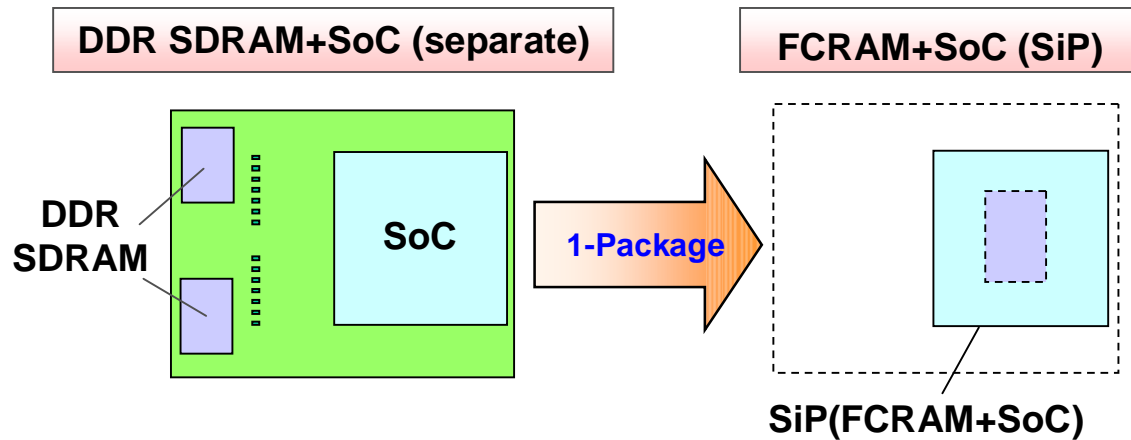 DDR SDRAM+SoC (separate)
FCRAM+SoC (SiP)
DDR
SDRAM
SoC
1-Package
SiP(FCRAM+SoC)